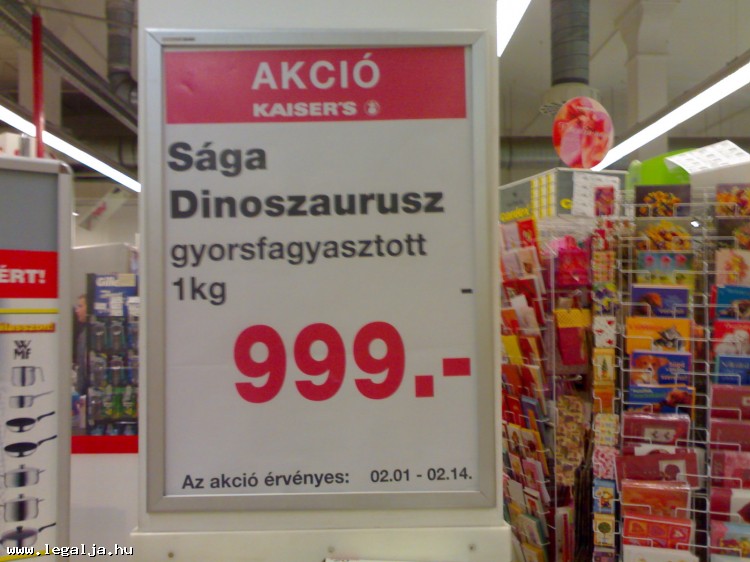 AKCIÓ
KAISER'S
Sága
Dinoszaurusz
gyorsfagyasztott
1kg -
999.-
Az akció érvényes: 02.01 - 02.14.
ÉRT!
WMF
www.legalja.hu